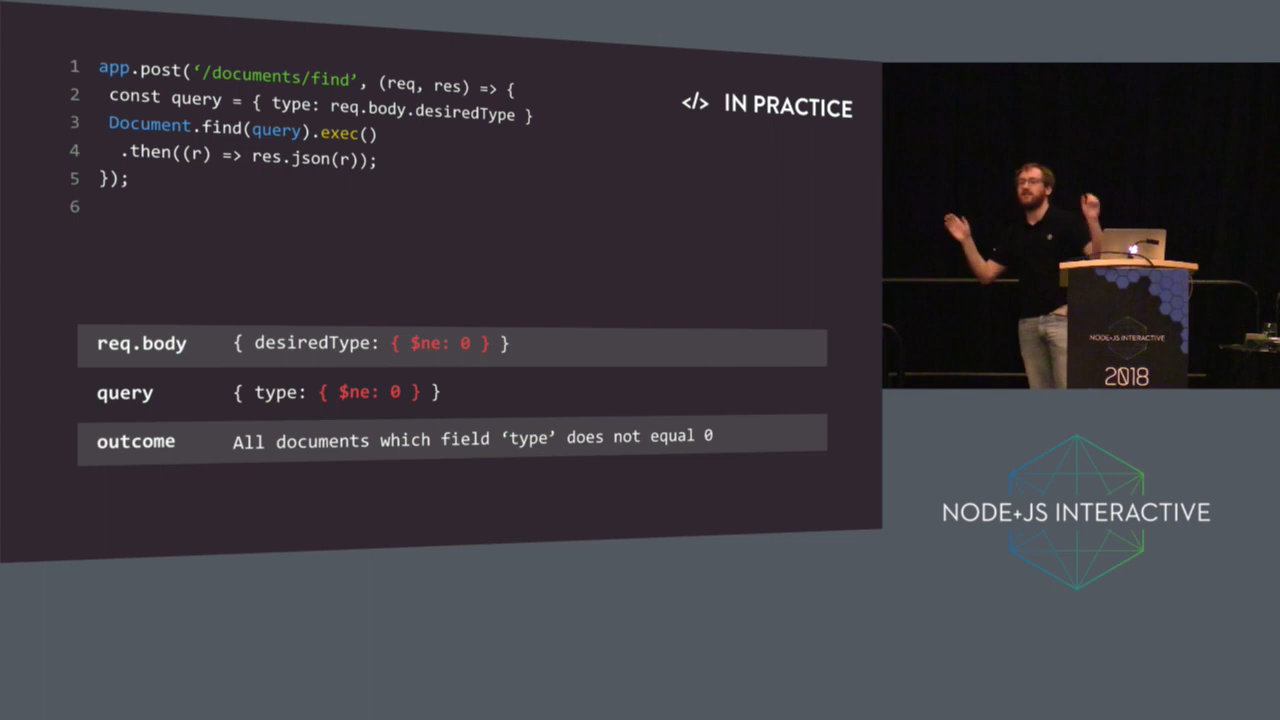 1 app.post(‘/documents/find’, (req, res) => {
2 const query = { type: req.body.desiredType }
3 Document.find(query).exec()
4 .then((r) => res.json(r));
5 });
6
</> IN PRACTICE
req.body { desiredType: { $ne: 0 } }
query { type: { $ne: 0 } }
outcome All documents which field ‘type’ does not equal 0
NODE+JS INTERACTIVE
2018
NODE+JS INTERACTIVE